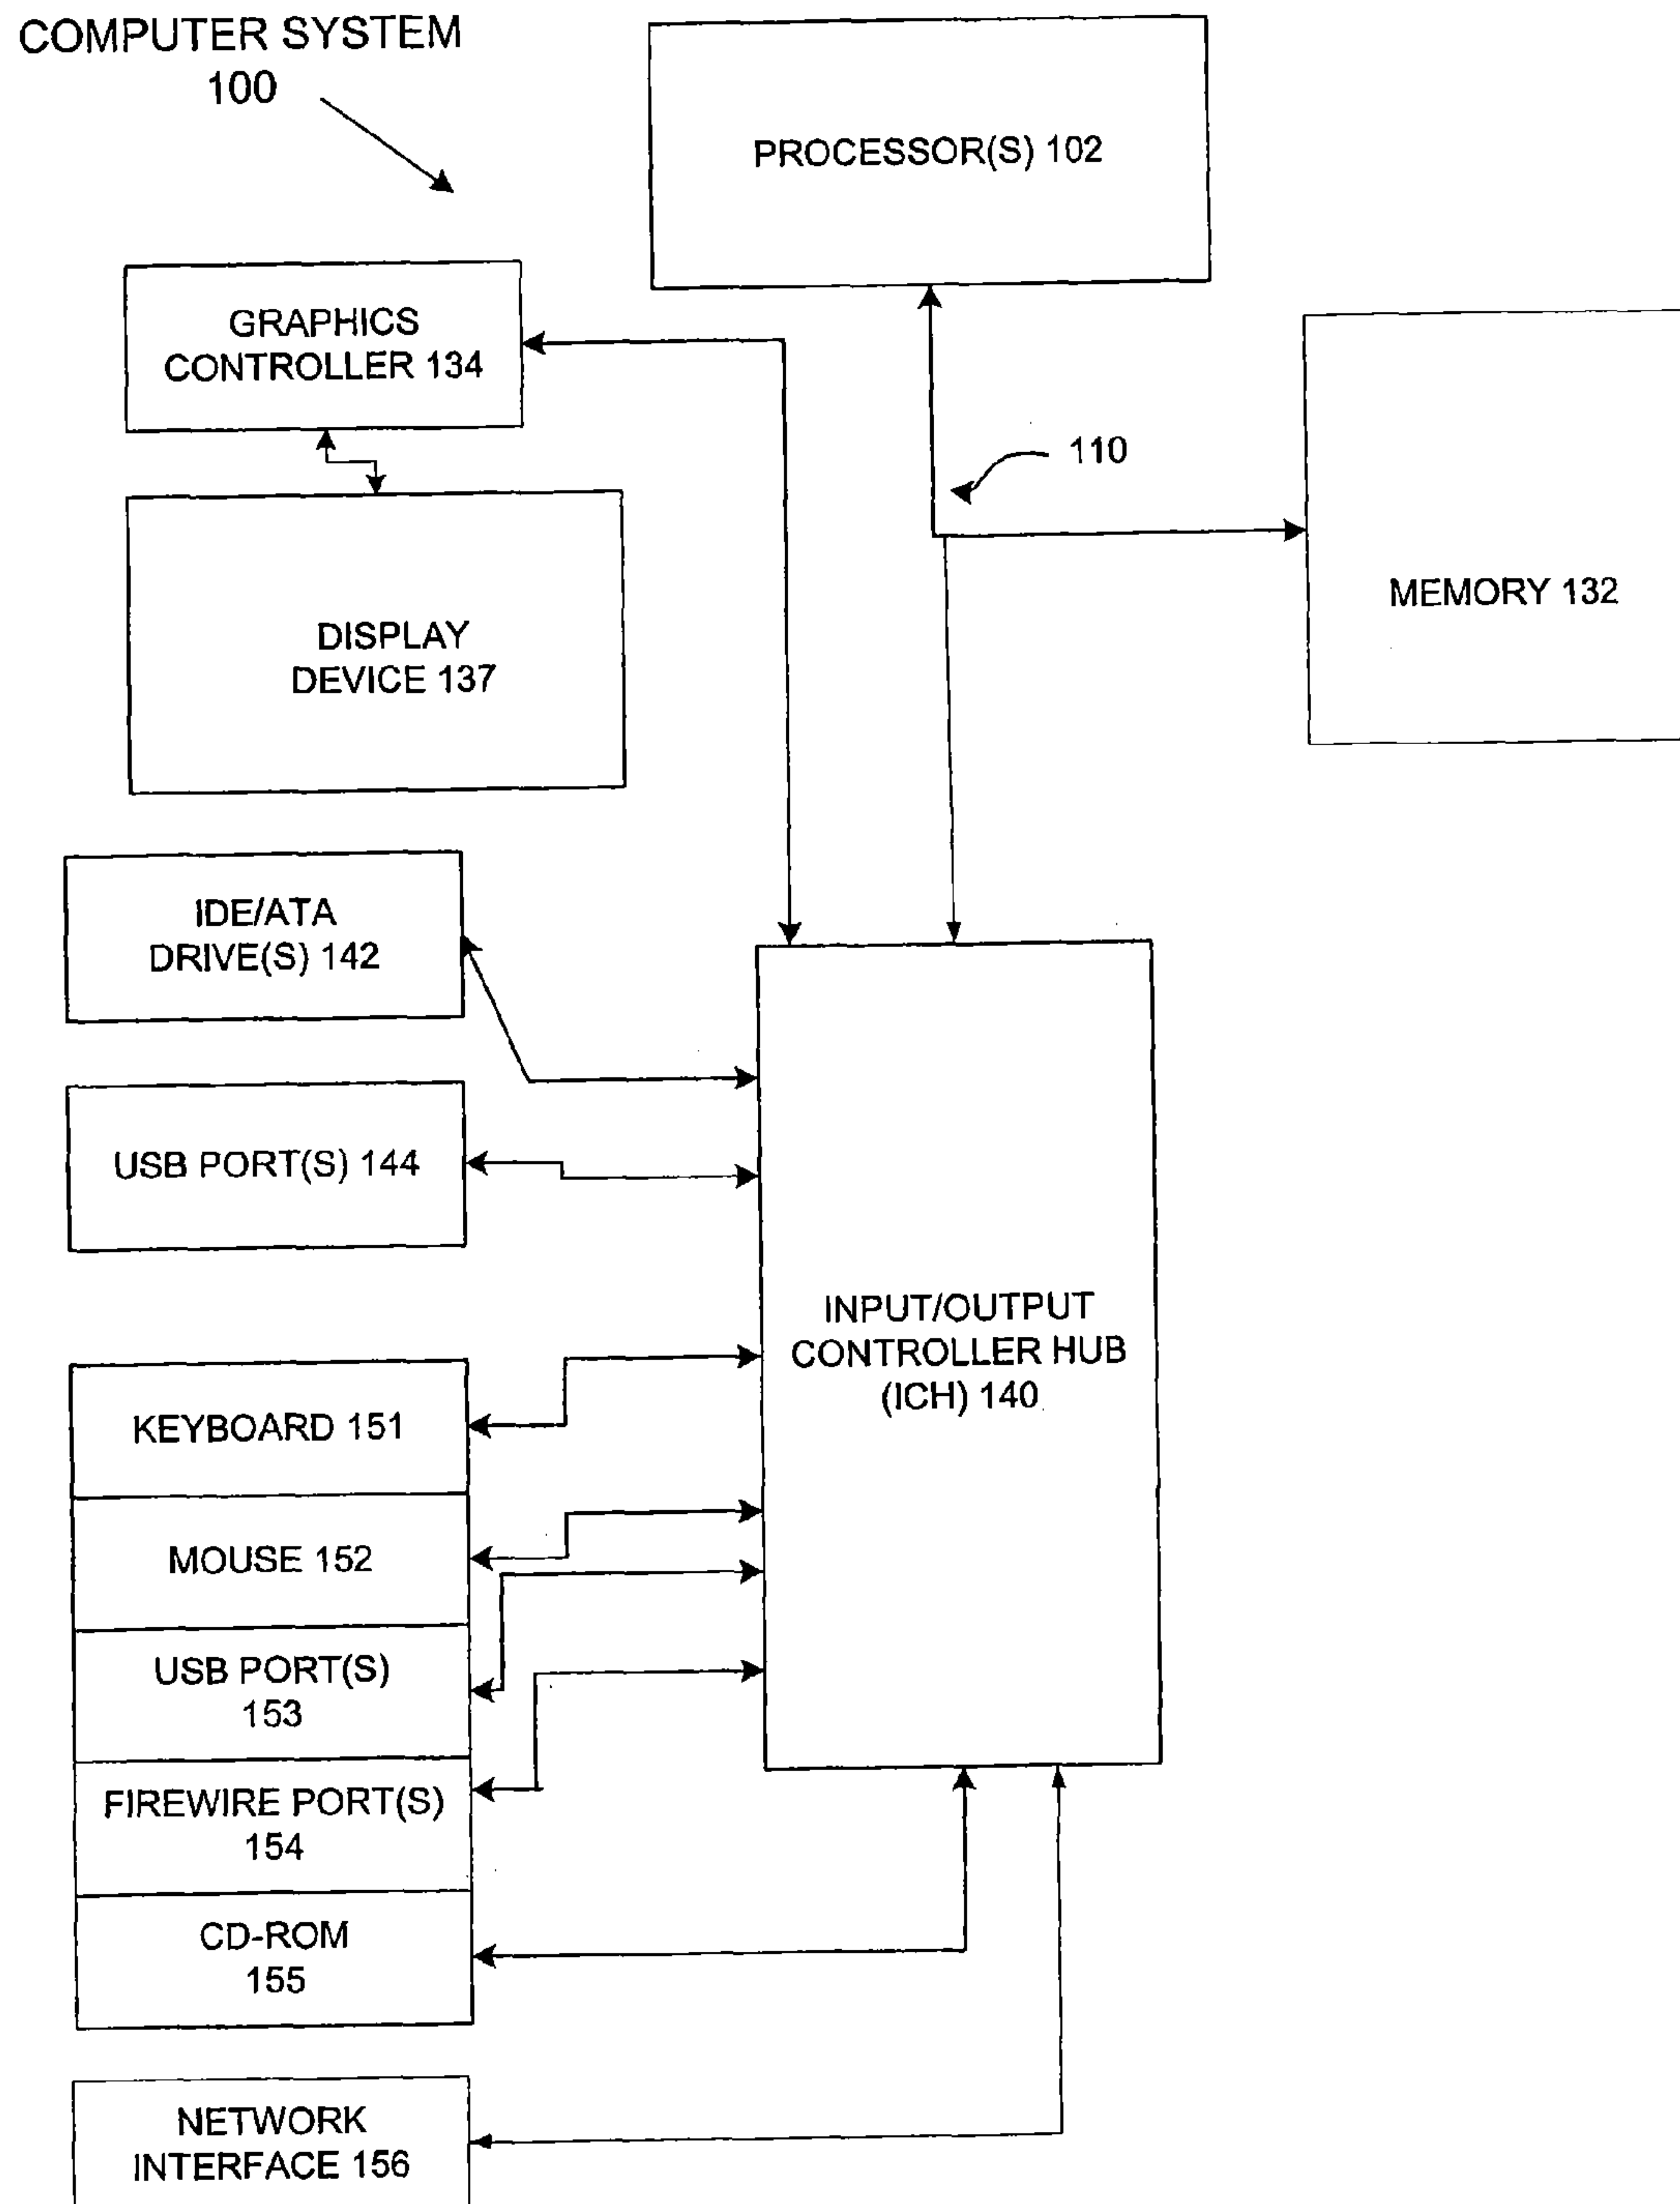 COMPUTER SYSTEM
100
PROCESSOR(S) 102
GRAPHICS
CONTROLLER 134
110
MEMORY 132
DISPLAY
DEVICE 137
IDE/ATA
DRIVE(S) 142
USB PORT(S) 144
INPUT/OUTPUT
CONTROLLER HUB
(ICH) 140
KEYBOARD 151
MOUSE 152
USB PORT(S)
153
FIREWIRE PORT(S)
154
CD-ROM
155
NETWORK
INTERFACE 156